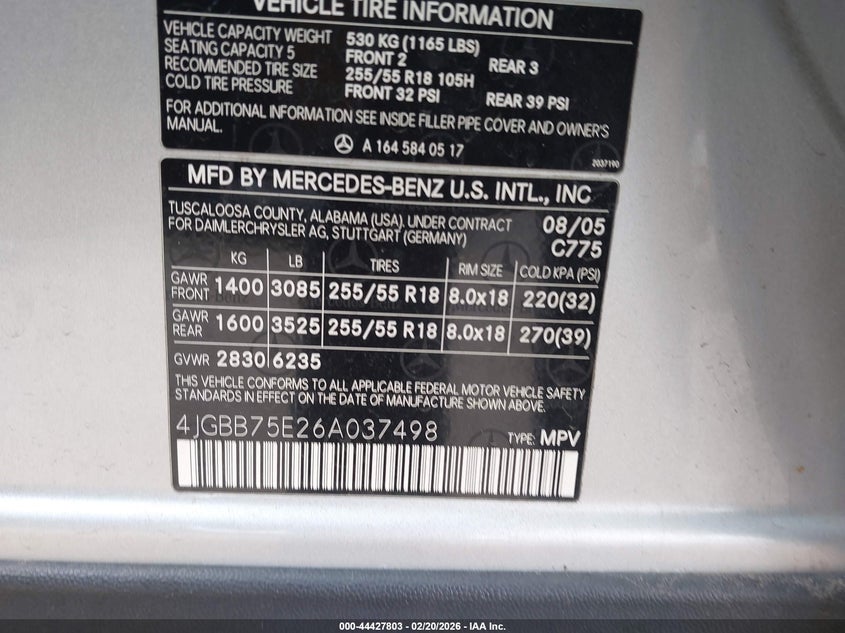 VEHICLE TIRE INFORMATION
VEHICLE CAPACITY WEIGHT 530 KG (1165 LBS)
SEATING CAPACITY 5 FRONT 2 REAR 3
RECOMMENDED TIRE SIZE 255/55 R18 105H
COLD TIRE PRESSURE FRONT 32 PSI REAR 39 PSI
FOR ADDITIONAL INFORMATION SEE INSIDE FILLER PIPE COVER AND OWNER'S
MANUAL.
A 164 584 05 17
2037190
MFD BY MERCEDES-BENZ U.S. INTL., INC
TUSCALOOSA COUNTY, ALABAMA (USA), UNDER CONTRACT 08/05
FOR DAIMLERCHRYSLER AG, STUTTGART (GERMANY) C775
KG LB TIRES RIM SIZE COLD KPA (PSI)
GAWR FRONT 1400 3085 255/55 R18 8.0x18 220(32)
GAWR REAR 1600 3525 255/55 R18 8.0x18 270(39)
GVWR 2830 6235
THIS VEHICLE CONFORMS TO ALL APPLICABLE FEDERAL MOTOR VEHICLE SAFETY
STANDARDS IN EFFECT ON THE DATE OF MANUFACTURE SHOWN ABOVE.
4JGBB75E26A037498 TYPE: MPV
000-44427803 / 02/20/2026 - IAA Inc.